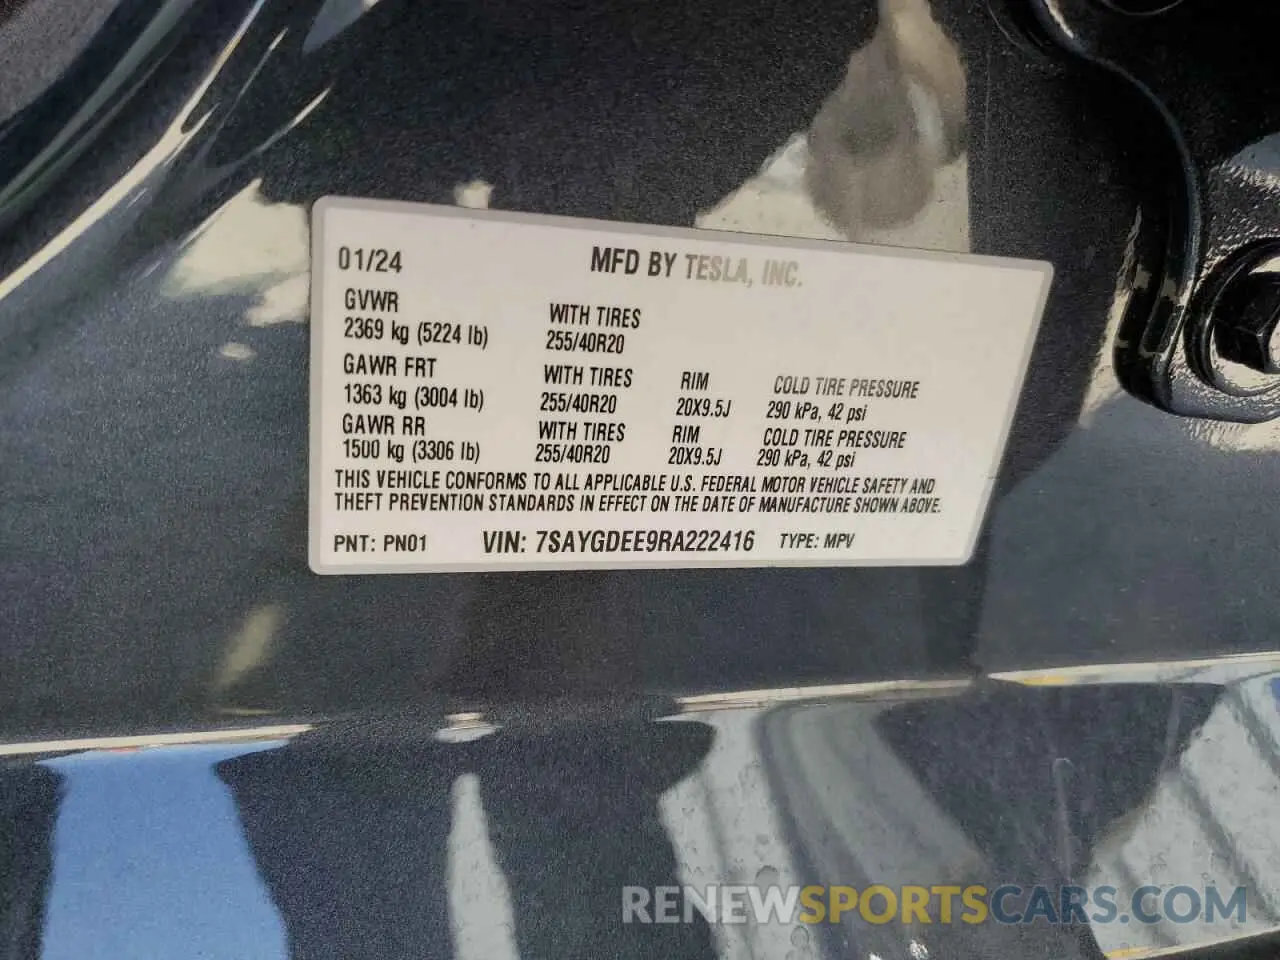 01/24 MFD BY TESLA, INC.
GVWR WITH TIRES
2369 kg (5224 lb) 255/40R20
GAWR FRT WITH TIRES RIM COLD TIRE PRESSURE
1363 kg (3004 lb) 255/40R20 20X9.5J 290 kPa, 42 psi
GAWR RR WITH TIRES RIM COLD TIRE PRESSURE
1500 kg (3306 lb) 255/40R20 20X9.5J 290 kPa, 42 psi
THIS VEHICLE CONFORMS TO ALL APPLICABLE U.S. FEDERAL MOTOR VEHICLE SAFETY AND
THEFT PREVENTION STANDARDS IN EFFECT ON THE DATE OF MANUFACTURE SHOWN ABOVE.
PNT: PN01 VIN: 7SAYGDEE9RA222416 TYPE: MPV
RENEWSPORTSCARS.COM